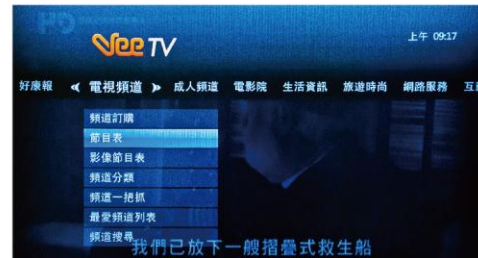 HD
Vee TV
上午 09:17
好康報 « 電視頻道 » 成人頻道 電影院 生活資訊 旅遊時尚 網路服務
頻道訂購
節目表
影像節目表
頻道分類
頻道一把抓
最愛頻道列表
頻道搜尋
我們已放下一艘摺疊式救生船